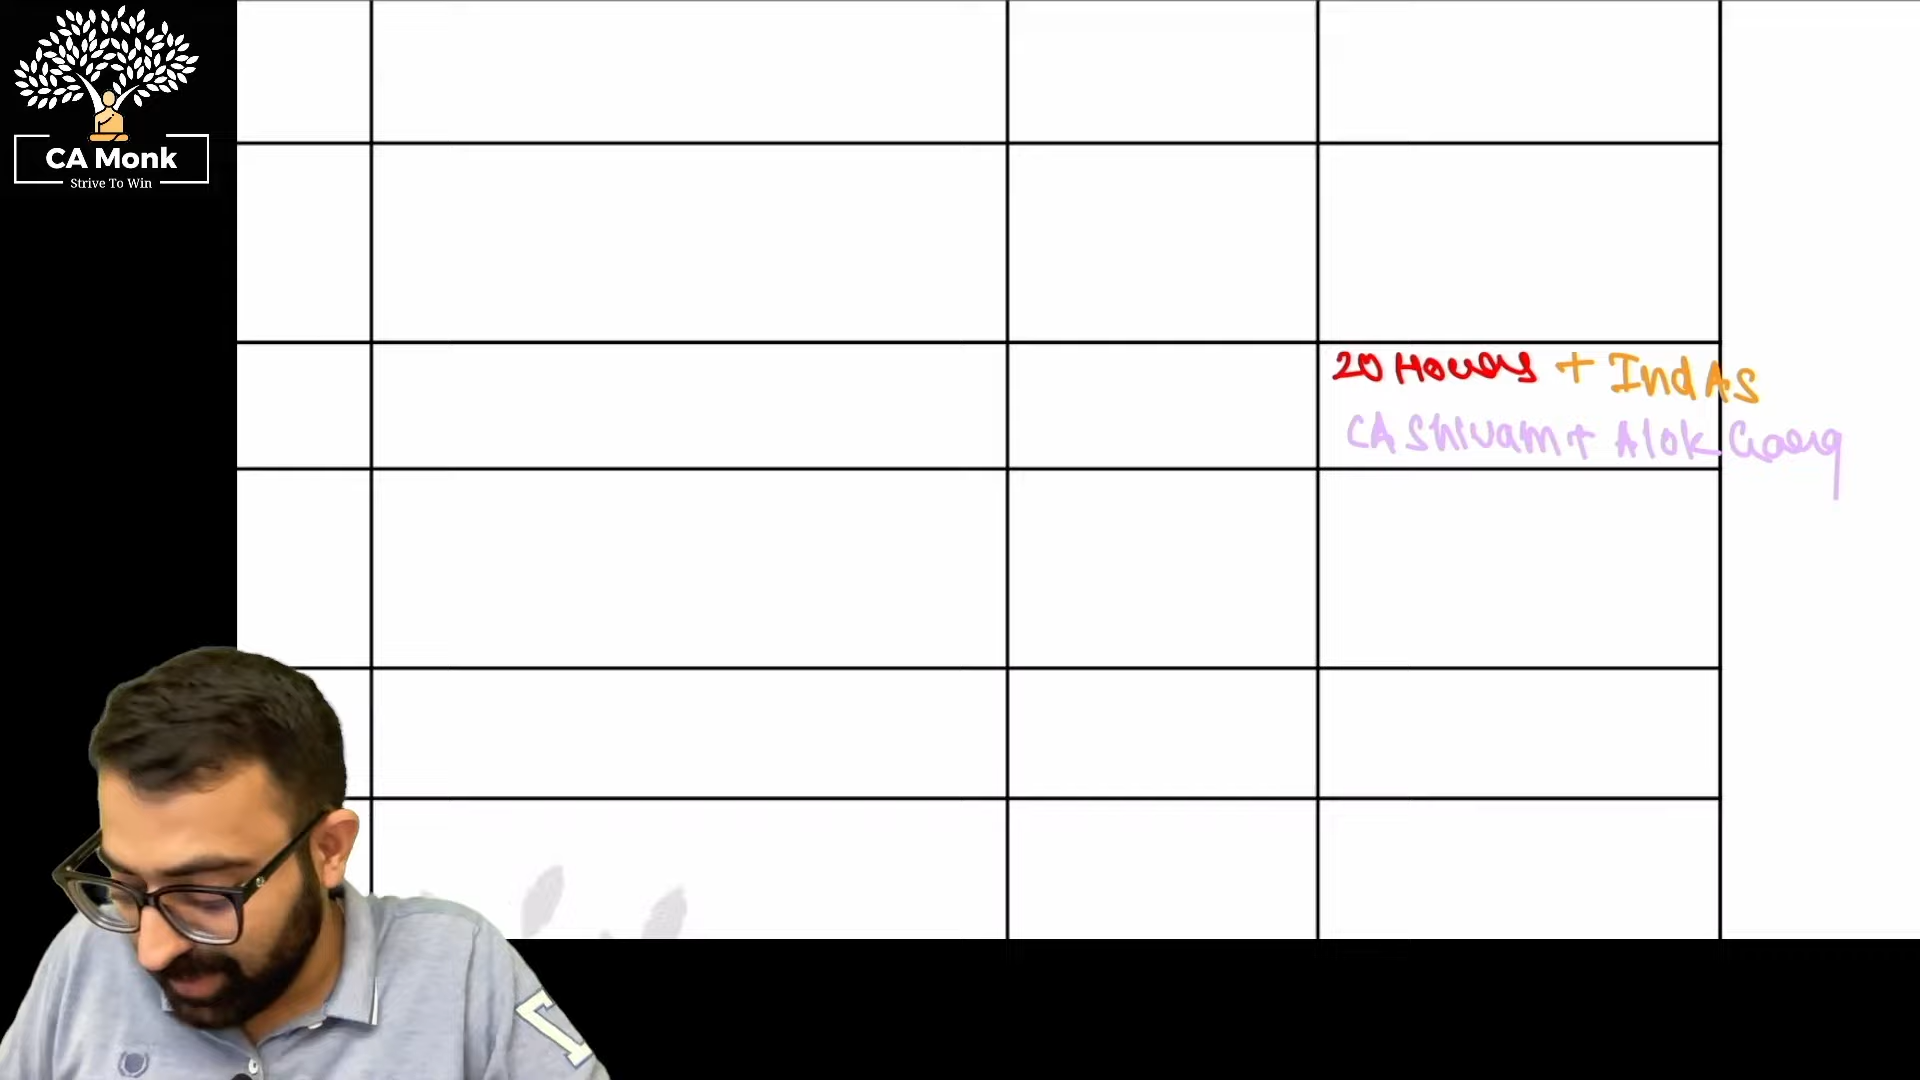 CA Monk
Strive To Win
20 Hours + Ind AS
CA Shivam + Alok Garg